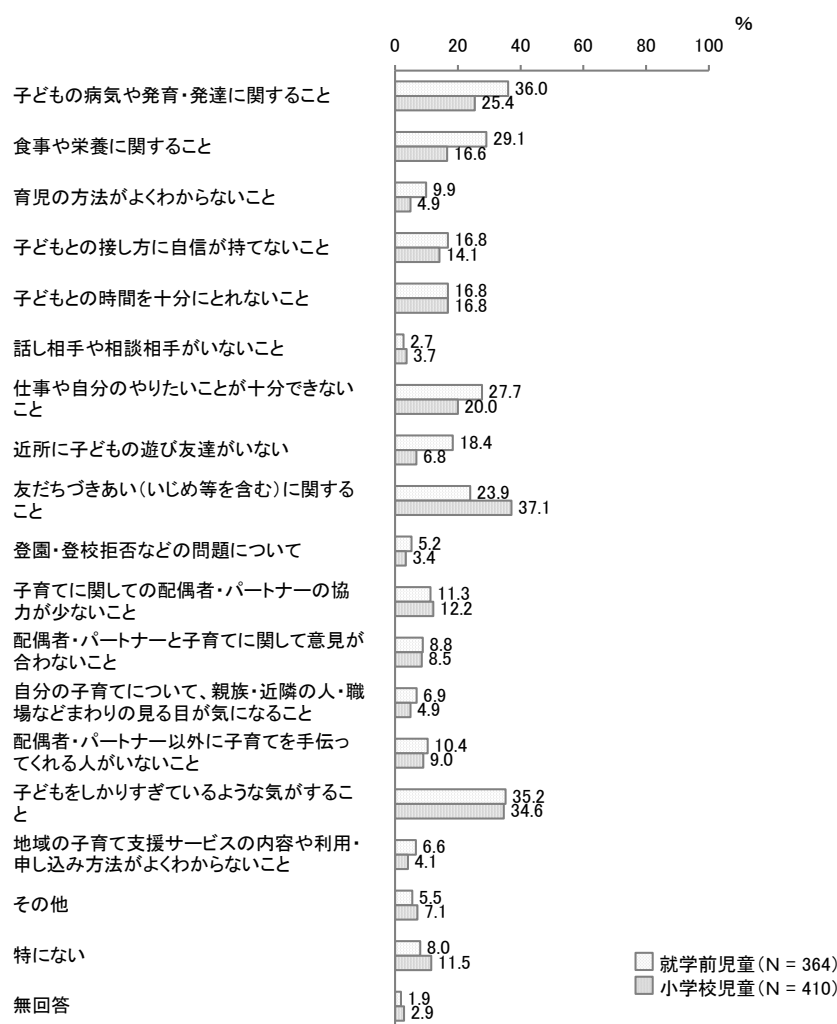 %
0 20 40 60 80 100
子どもの病気や発育・発達に関すること
36.0
25.4
食事や栄養に関すること
29.1
16.6
育児の方法がよくわからないこと
9.9
4.9
子どもとの接し方に自信が持てないこと
16.8
14.1
子どもとの時間を十分にとれないこと
16.8
16.8
話し相手や相談相手がいないこと
2.7
3.7
仕事や自分のやりたいことが十分できない
こと
27.7
20.0
近所に子どもの遊び友達がいない
18.4
6.8
友だちづきあい（いじめ等を含む）に関する
こと
23.9
37.1
登園・登校拒否などの問題について
5.2
3.4
子育てに関しての配偶者・パートナーの協
力が少ないこと
11.3
12.2
配偶者・パートナーと子育てに関して意見が
合わないこと
8.8
8.5
自分の子育てについて、親族・近隣の人・職
場などまわりの見る目が気になること
6.9
4.9
配偶者・パートナー以外に子育てを手伝っ
てくれる人がいないこと
10.4
9.0
子どもをしかりすぎているような気がするこ
と
35.2
34.6
地域の子育て支援サービスの内容や利用・
申し込み方法がよくわからないこと
6.6
4.1
その他
5.5
7.1
特にない
8.0
11.5
無回答
1.9
2.9
就学前児童（N = 364）
小学校児童（N = 410）